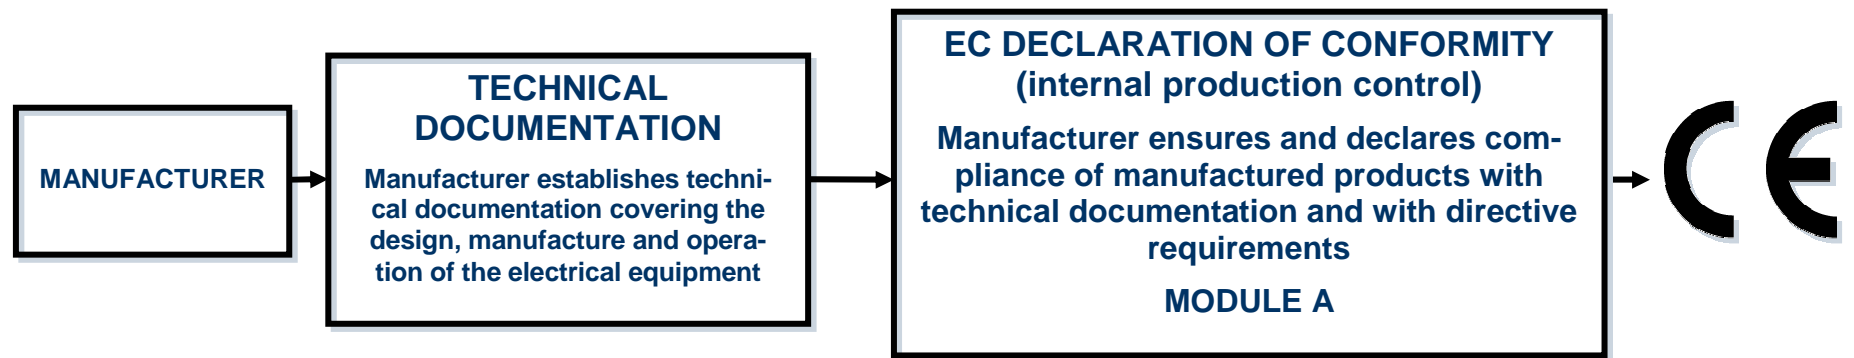 MANUFACTURER
TECHNICAL
DOCUMENTATION
Manufacturer establishes techni-
cal documentation covering the
design, manufacture and opera-
tion of the electrical equipment
EC DECLARATION OF CONFORMITY
(internal production control)
Manufacturer ensures and declares com-
pliance of manufactured products with
technical documentation and with directive
requirements
MODULE A
CE